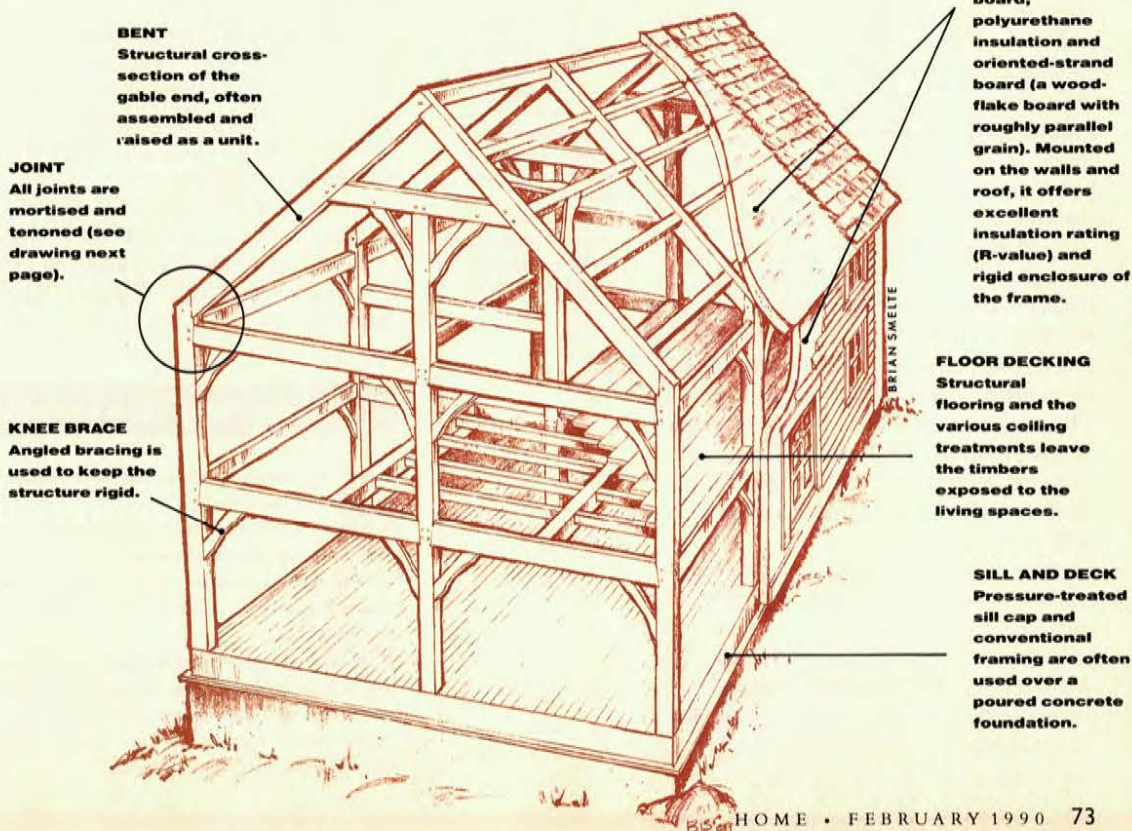 BENT
Structural cross-
section of the
gable end, often
assembled and
raised as a unit.
JOINT
All joints are
mortised and
tenoned (see
drawing next
page).
KNEE BRACE
Angled bracing is
used to keep the
structure rigid.
board,
polyurethane
insulation and
oriented-strand
board (a wood-
flake board with
roughly parallel
grain). Mounted
on the walls and
roof, it offers
excellent
insulation rating
(R-value) and
rigid enclosure of
the frame.
BRIAN SMELTE
FLOOR DECKING
Structural
flooring and the
various ceiling
treatments leave
the timbers
exposed to the
living spaces.
SILL AND DECK
Pressure-treated
sill cap and
conventional
framing are often
used over a
poured concrete
foundation.
HOME • FEBRUARY 1990 73